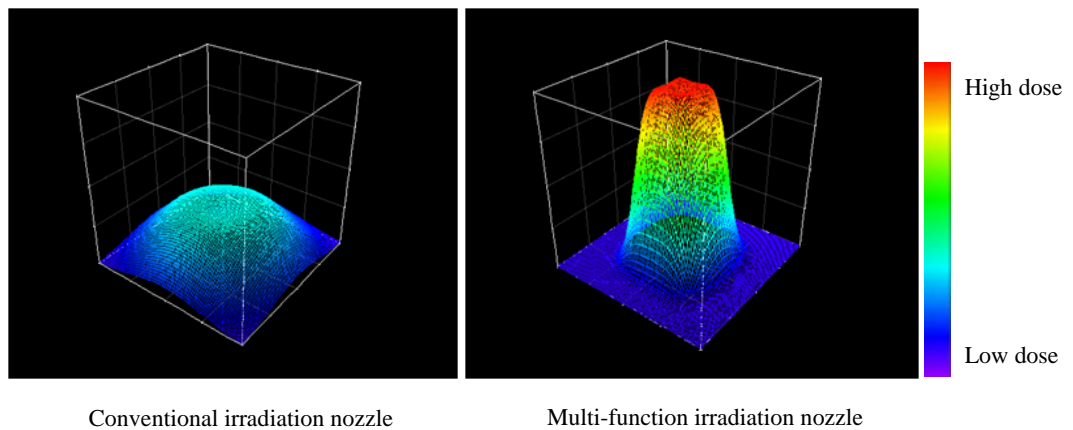 High dose
Low dose
Conventional irradiation nozzle
Multi-function irradiation nozzle